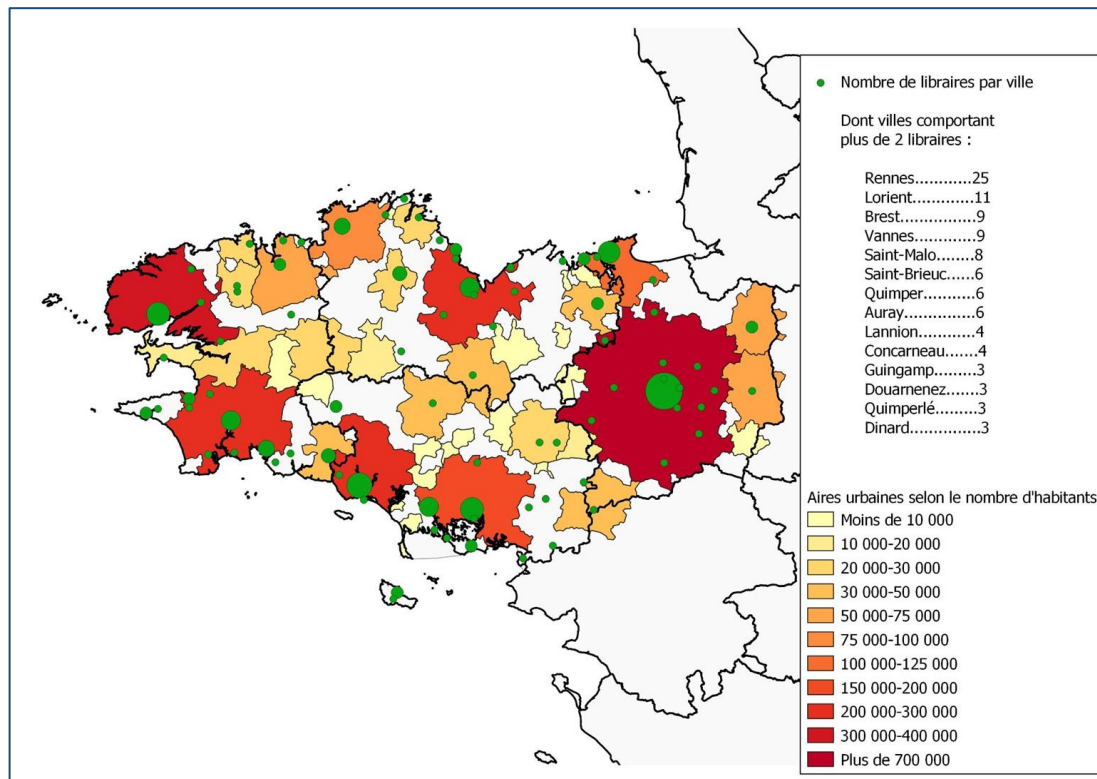 Nombre de libraires par ville
Dont villes comportant
plus de 2 libraires :
Rennes............25
Lorient.............11
Brest.................9
Vannes..............9
Saint-Malo.........8
Saint-Brieuc......6
Quimper...........6
Auray................6
Lannion.............4
Concarneau.......4
Guingamp.........3
Douarnenez......3
Quimperlé.........3
Dinard..............3
Aires urbaines selon le nombre d'habitants
Moins de 10 000
10 000-20 000
20 000-30 000
30 000-50 000
50 000-75 000
75 000-100 000
100 000-125 000
150 000-200 000
200 000-300 000
300 000-400 000
Plus de 700 000